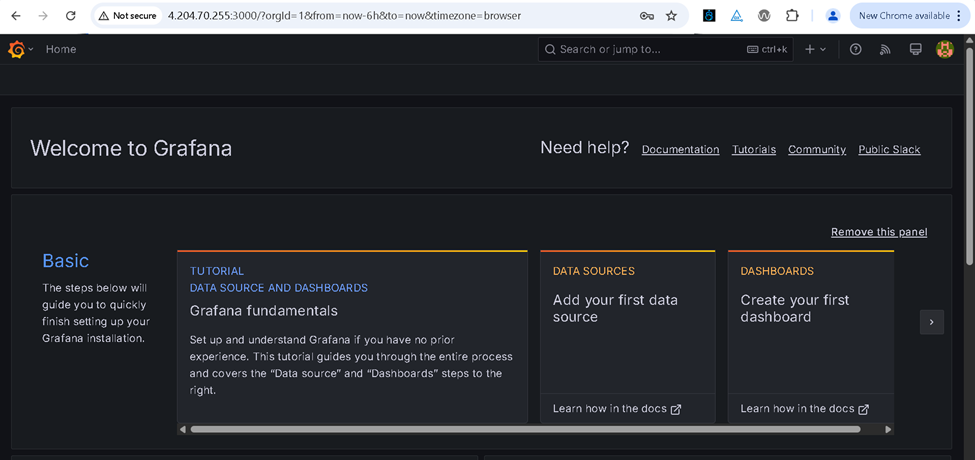 Not secure
4.204.70.255:3000/?orgId=1&from=now-6h&to=now&timezone=browser
New Chrome available
Home
Search or jump to...
ctrl+k
Welcome to Grafana
Need help?
Documentation
Tutorials
Community
Public Slack
Remove this panel
Basic
The steps below will
guide you to quickly
finish setting up your
Grafana installation.
TUTORIAL
DATA SOURCE AND DASHBOARDS
Grafana fundamentals
Set up and understand Grafana if you have no prior
experience. This tutorial guides you through the entire process
and covers the “Data source” and “Dashboards” steps to the
right.
DATA SOURCES
Add your first data
source
Learn how in the docs
DASHBOARDS
Create your first
dashboard
Learn how in the docs